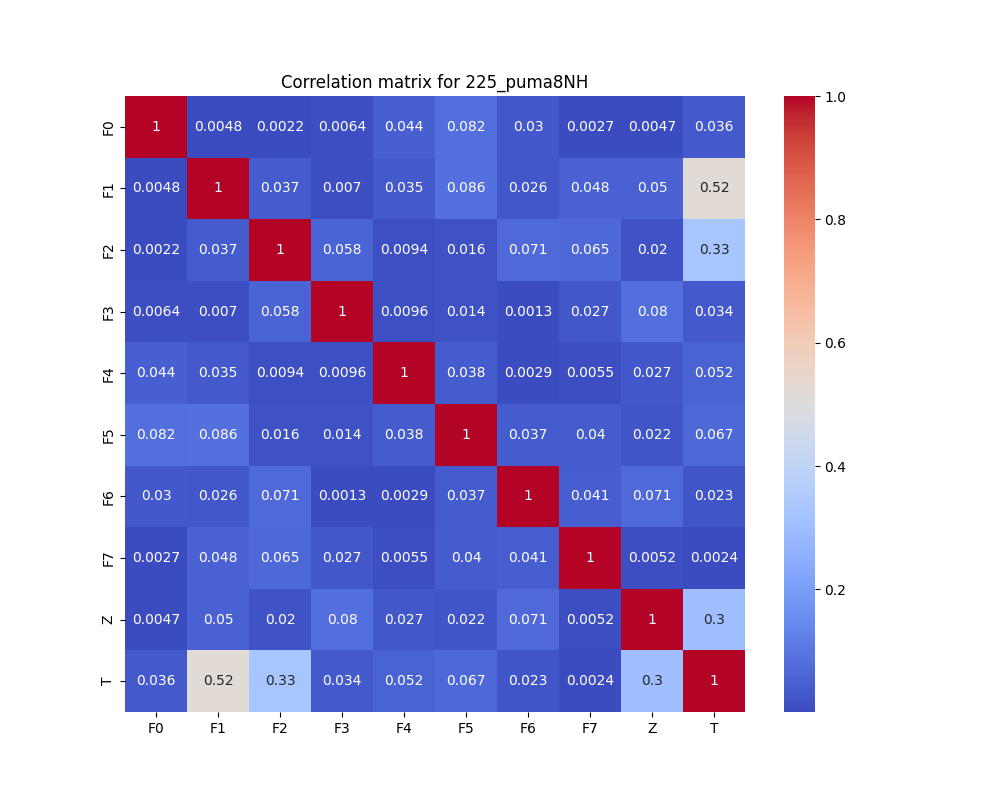 Correlation matrix for 225_puma8NH
F0 1 0.0048 0.0022 0.0064 0.044 0.082 0.03 0.0027 0.0047 0.036
F1 0.0048 1 0.037 0.007 0.035 0.086 0.026 0.048 0.05 0.52
F2 0.0022 0.037 1 0.058 0.0094 0.016 0.071 0.065 0.02 0.33
F3 0.0064 0.007 0.058 1 0.0096 0.014 0.0013 0.027 0.08 0.034
F4 0.044 0.035 0.0094 0.0096 1 0.038 0.0029 0.0055 0.027 0.052
F5 0.082 0.086 0.016 0.014 0.038 1 0.037 0.04 0.022 0.067
F6 0.03 0.026 0.071 0.0013 0.0029 0.037 1 0.041 0.071 0.023
F7 0.0027 0.048 0.065 0.027 0.0055 0.04 0.041 1 0.0052 0.0024
Z 0.0047 0.05 0.02 0.08 0.027 0.022 0.071 0.0052 1 0.3
T 0.036 0.52 0.33 0.034 0.052 0.067 0.023 0.0024 0.3 1
F0 F1 F2 F3 F4 F5 F6 F7 Z T
1.0
0.8
0.6
0.4
0.2